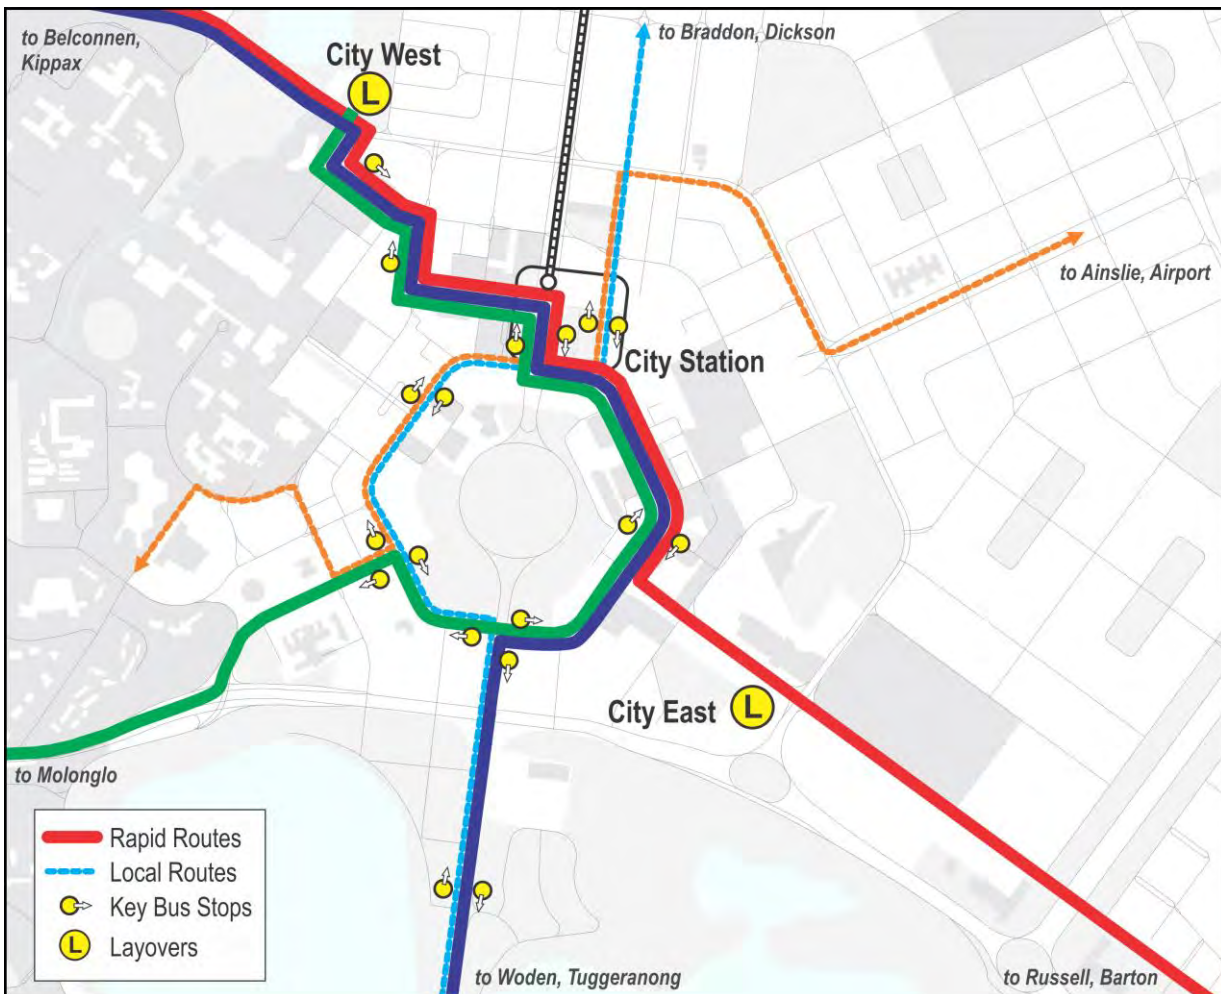 to Belconnen,
Kippax
City West
L
to Braddon, Dickson
to Ainslie, Airport
City Station
City East
L
to Molonglo
Rapid Routes
Local Routes
Key Bus Stops
L Layovers
to Woden, Tuggeranong
to Russell, Barton